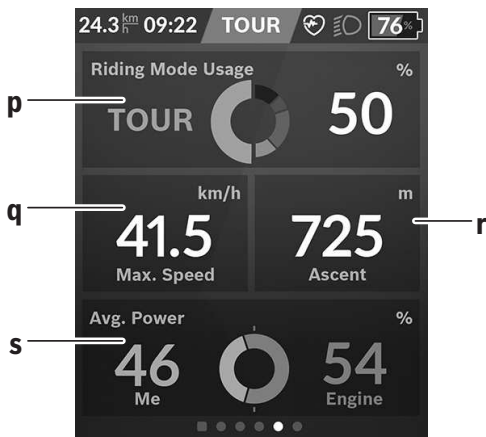 24.3 km/h 09:22 TOUR 76%
Riding Mode Usage %
p
TOUR 50
km/h m
q
41.5 725
r
Max. Speed Ascent
Avg. Power %
s
46 54
Me Engine